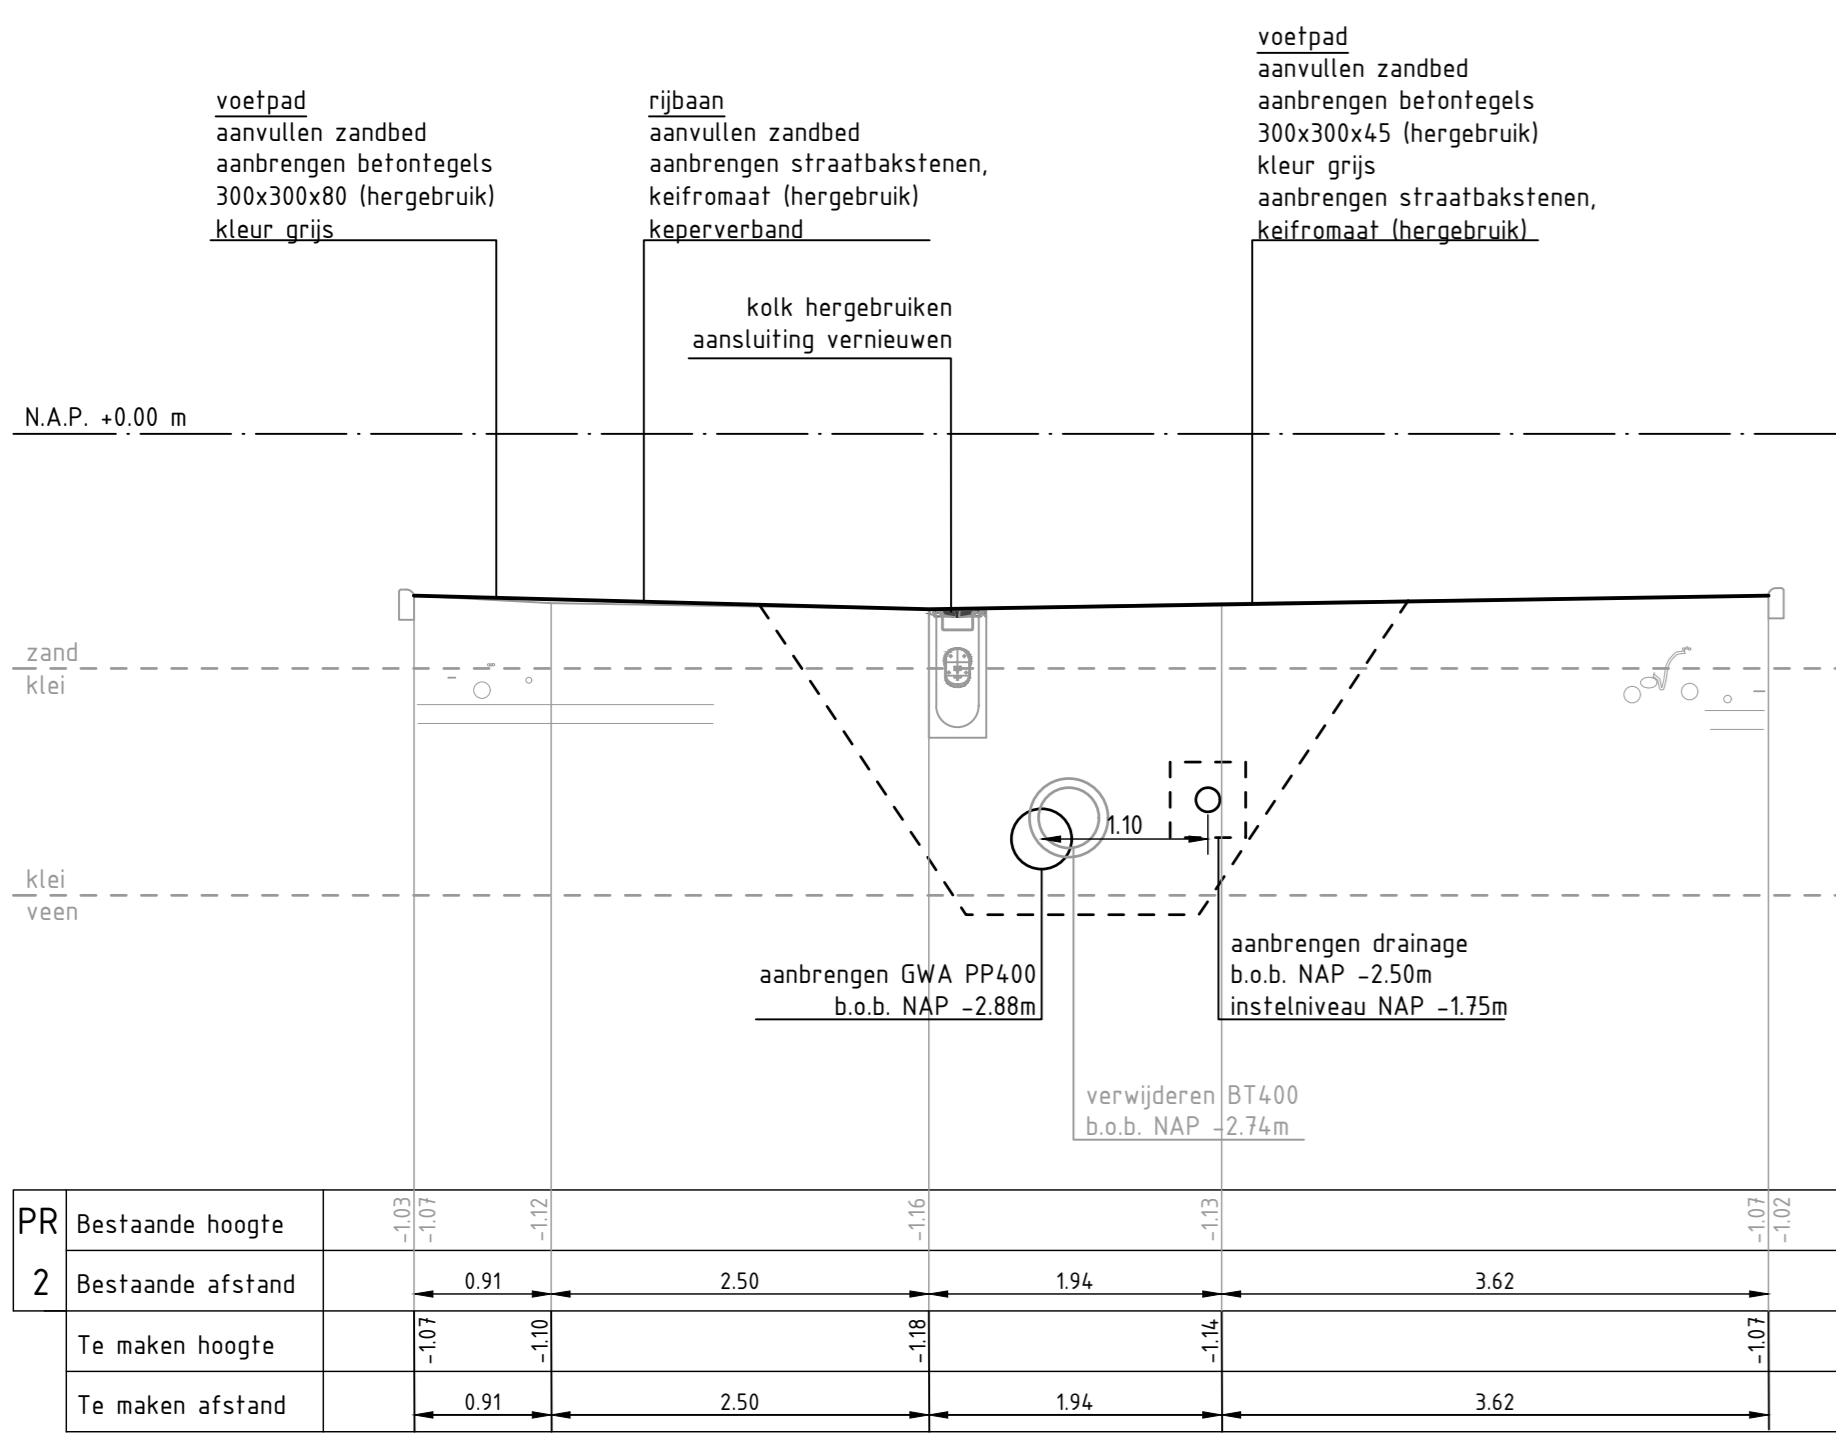 voetpad
aanvullen zandbed
aanbrengen betontegels
300x300x80 (hergebruik)
kleur grijs
rijbaan
aanvullen zandbed
aanbrengen straatbakstenen,
keifromaat (hergebruik)
keperverband
voetpad
aanvullen zandbed
aanbrengen betontegels
300x300x45 (hergebruik)
kleur grijs
aanbrengen straatbakstenen,
keifromaat (hergebruik)
kolk hergebruiken
aansluiting vernieuwen
N.A.P. +0.00 m
zand
klei
klei
veen
1.10
aanbrengen GWA PP400
b.o.b. NAP -2.88m
aanbrengen drainage
b.o.b. NAP -2.50m
instelniveau NAP -1.75m
verwijderen BT400
b.o.b. NAP -2.74m
PR 2
Bestaande hoogte -1.03 -1.07 -1.12 -1.16 -1.13 -1.07 -1.02
Bestaande afstand 0.91 2.50 1.94 3.62
Te maken hoogte -1.07 -1.10 -1.18 -1.14 -1.07
Te maken afstand 0.91 2.50 1.94 3.62